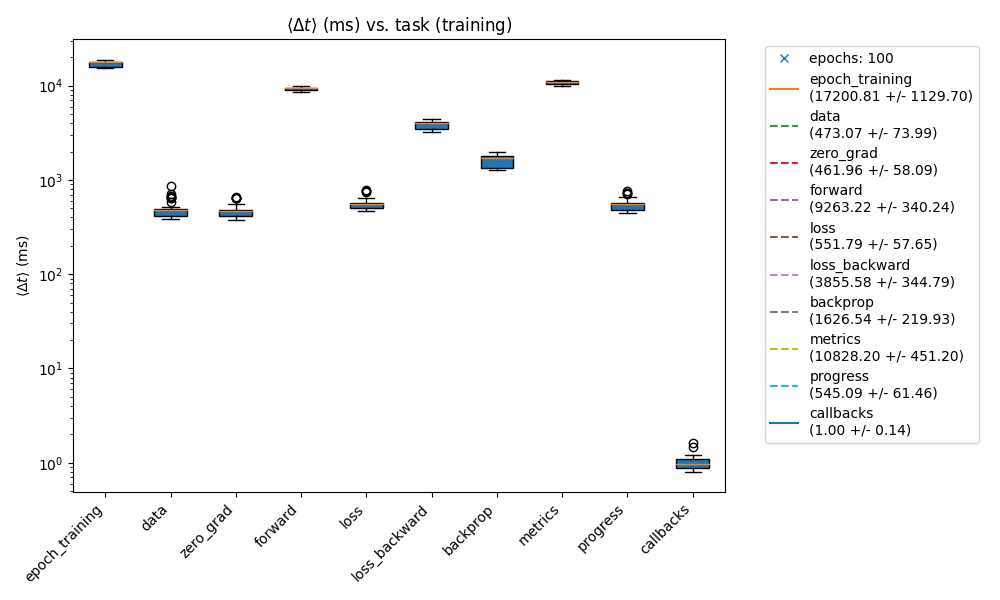 ⟨Δt⟩ (ms) vs. task (training)
⟨Δt⟩ (ms)
10⁴
10³
10²
10¹
10⁰
epoch_training
data
zero_grad
forward
loss
loss_backward
backprop
metrics
progress
callbacks
epochs: 100
epoch_training
(17200.81 +/- 1129.70)
data
(473.07 +/- 73.99)
zero_grad
(461.96 +/- 58.09)
forward
(9263.22 +/- 340.24)
loss
(551.79 +/- 57.65)
loss_backward
(3855.58 +/- 344.79)
backprop
(1626.54 +/- 219.93)
metrics
(10828.20 +/- 451.20)
progress
(545.09 +/- 61.46)
callbacks
(1.00 +/- 0.14)